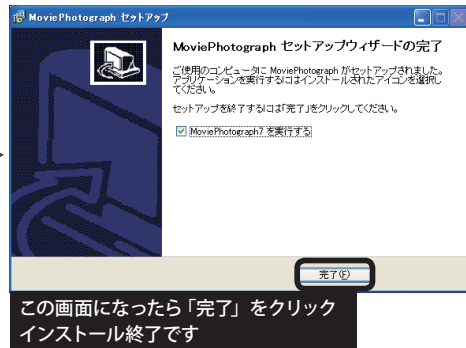 MoviePhotograph セットアップ
MoviePhotograph セットアップウィザードの完了
ご使用のコンピュータに MoviePhotograph がセットアップされました。
アプリケーションを実行するにはインストールされたアイコンを選択し
てください。
セットアップを終了するには「完了」をクリックしてください。
MoviePhotograph7 を実行する
完了(F)
この画面になったら「完了」をクリック
インストール終了です